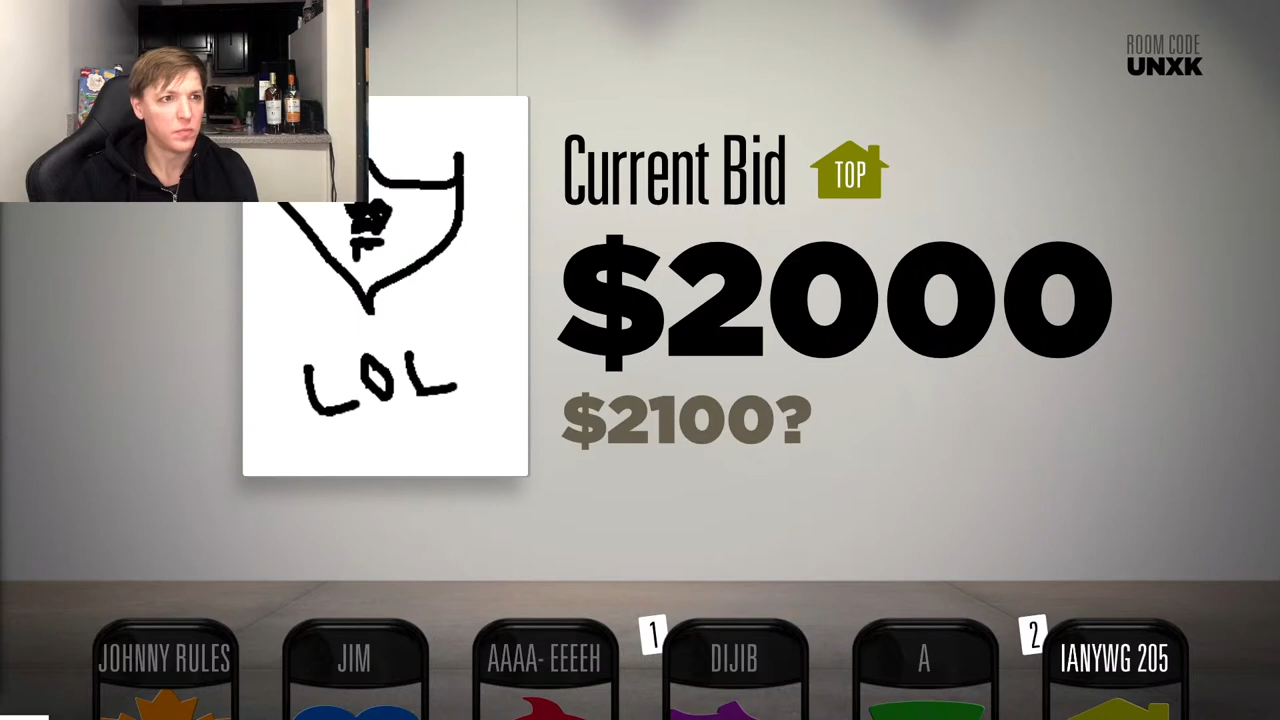 ROOM CODE
UNXK
Current Bid
TOP
$2000
$2100?
LOL
1
2
JOHNNY RULES
JIM
AAAA- EEEEH
DIJIB
A
IANYWG 205